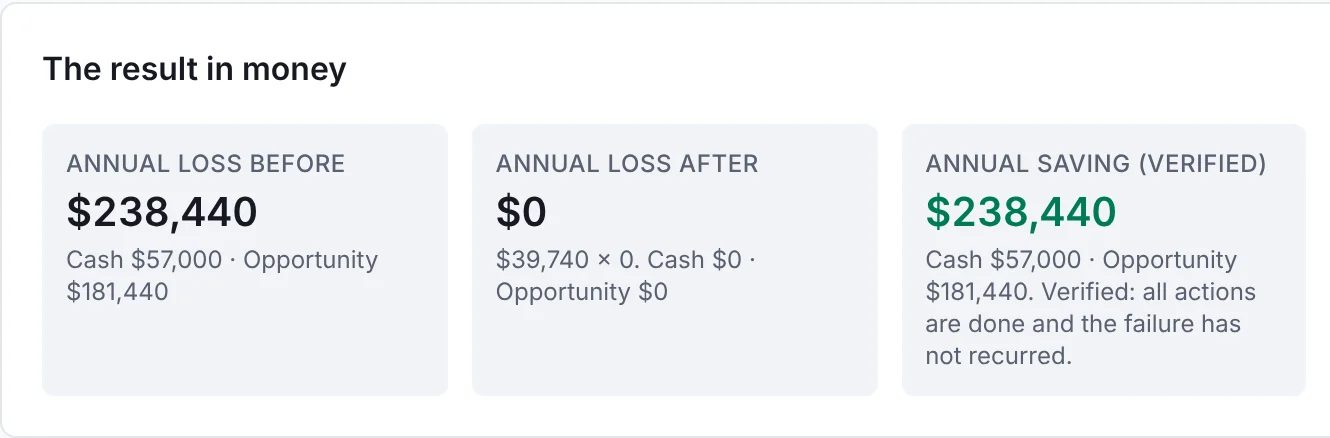 The result in money
ANNUAL LOSS BEFORE
$238,440
Cash $57,000 · Opportunity
$181,440
ANNUAL LOSS AFTER
$0
$39,740 × 0. Cash $0 ·
Opportunity $0
ANNUAL SAVING (VERIFIED)
$238,440
Cash $57,000 · Opportunity
$181,440. Verified: all actions
are done and the failure has
not recurred.